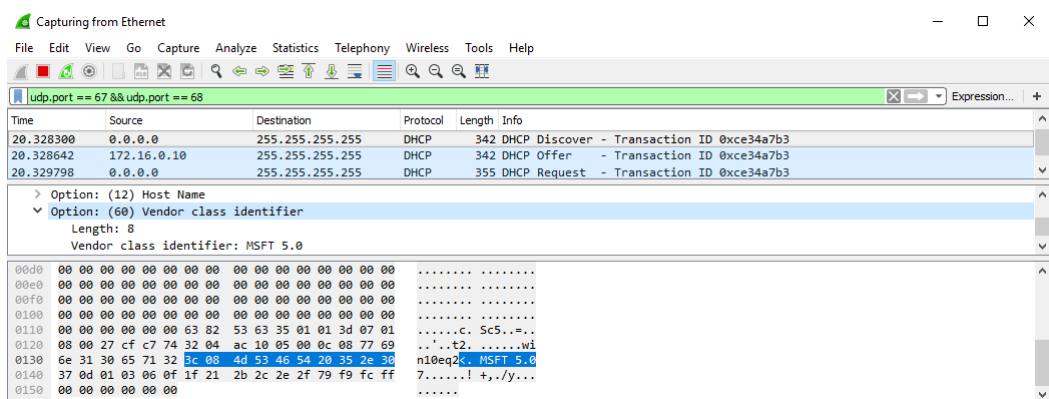 Capturing from Ethernet
File Edit View Go Capture Analyze Statistics Telephony Wireless Tools Help
udp.port == 67 && udp.port == 68
Expression... +
Time Source Destination Protocol Length Info
20.328300 0.0.0.0 255.255.255.255 DHCP 342 DHCP Discover - Transaction ID 0xce34a7b3
20.328642 172.16.0.10 255.255.255.255 DHCP 342 DHCP Offer - Transaction ID 0xce34a7b3
20.329798 0.0.0.0 255.255.255.255 DHCP 355 DHCP Request - Transaction ID 0xce34a7b3
Option: (12) Host Name
Option: (60) Vendor class identifier
Length: 8
Vendor class identifier: MSFT 5.0
00d0 00 00 00 00 00 00 00 00 00 00 00 00 00 00 00 00 ........ ........
00e0 00 00 00 00 00 00 00 00 00 00 00 00 00 00 00 00 ........ ........
00f0 00 00 00 00 00 00 00 00 00 00 00 00 00 00 00 00 ........ ........
0100 00 00 00 00 00 00 00 00 00 00 00 00 00 00 00 00 ........ ........
0110 00 00 00 00 00 00 63 82 53 63 35 01 01 3d 07 01 ......c. Sc5..=..
0120 08 00 27 cf c7 74 32 04 ac 10 05 00 0c 08 77 69 ..'..t2. ......wi
0130 6e 31 30 65 71 32 3c 08 4d 53 46 54 20 35 2e 30 n10eq2<. MSFT 5.0
0140 37 0d 01 03 06 0f 1f 21 2b 2c 2e 2f 79 f9 fc ff 7......! +,./y...
0150 00 00 00 00 00 00 ......